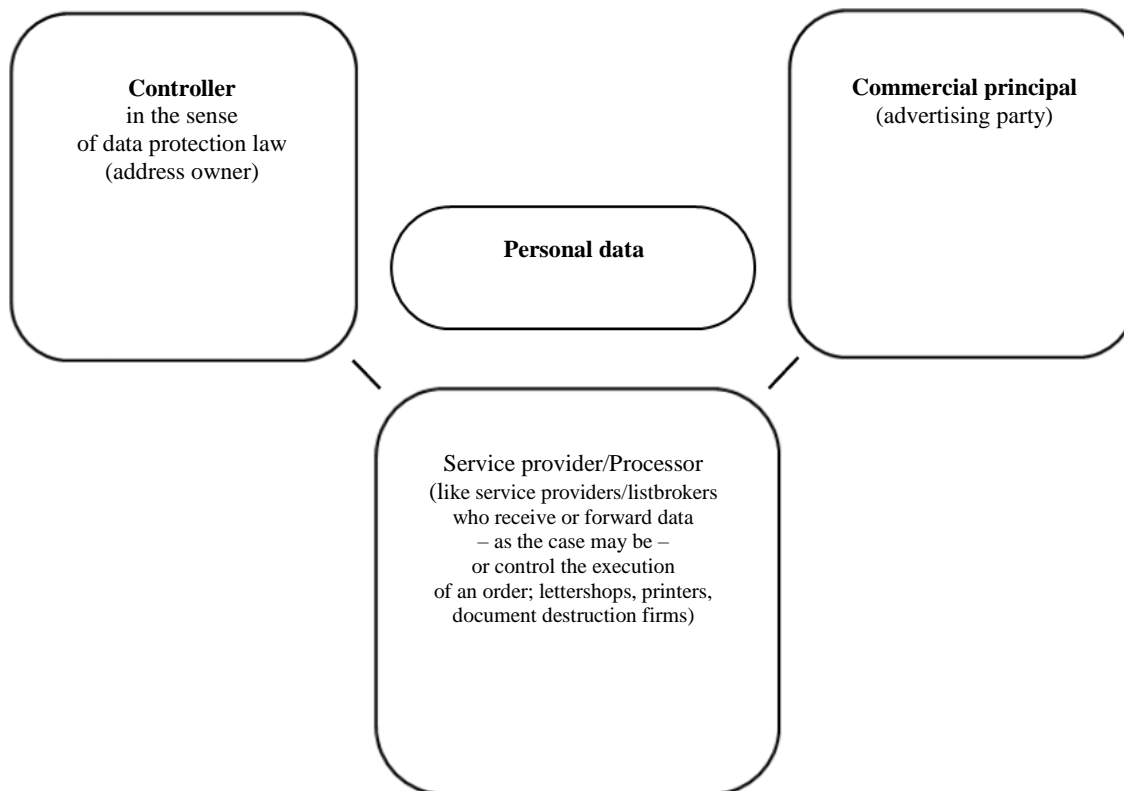 Controller
in the sense
of data protection law
(address owner)
Commercial principal
(advertising party)
Personal data
Service provider/Processor
(like service providers/listbrokers
who receive or forward data
– as the case may be –
or control the execution
of an order; lettershops, printers,
document destruction firms)